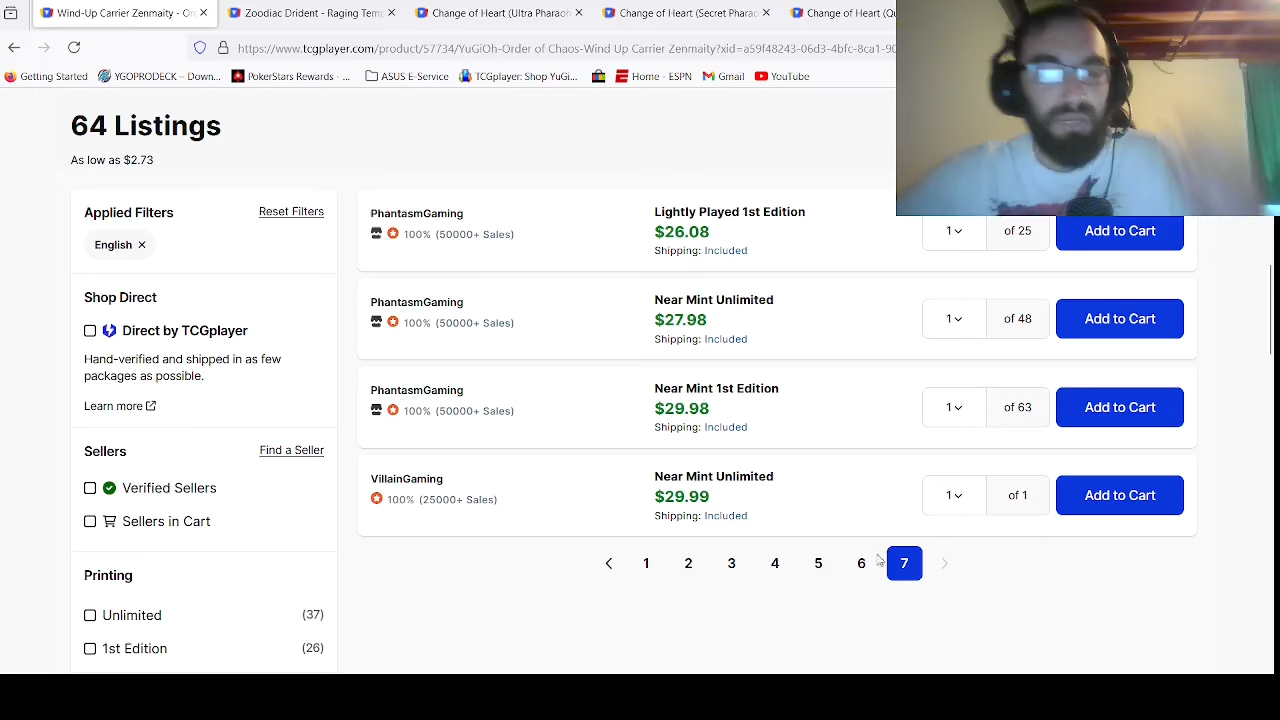 Wind-Up Carrier Zenmaity - Or
Zoodiac Drident - Raging Temp
Change of Heart (Ultra Pharaoh
Change of Heart (Secret Pharao
Change of Heart (Qu
https://www.tcgplayer.com/product
YuGiOh-Order of Chaos-Wind Up Carrier Zenmaity?xid=a59f48243-06d3-4bfc-8ca1-90
Getting Started
YGOPRODECK – Down...
PokerStars Rewards - ...
ASUS E-Service
TCGplayer: Shop YuGi...
Home - ESPN
Gmail
YouTube
64 Listings
As low as $2.73
Applied Filters
Reset Filters
English
Shop Direct
Direct by TCGplayer
Hand-verified and shipped in as few
packages as possible.
Learn more
Sellers
Find a Seller
Verified Sellers
Sellers in Cart
Printing
Unlimited (37)
1st Edition (26)
PhantasmGaming
100% (50000+ Sales)
Lightly Played 1st Edition
$26.08
Shipping: Included
1 of 25
Add to Cart
PhantasmGaming
100% (50000+ Sales)
Near Mint Unlimited
$27.98
Shipping: Included
1 of 48
Add to Cart
PhantasmGaming
100% (50000+ Sales)
Near Mint 1st Edition
$29.98
Shipping: Included
1 of 63
Add to Cart
VillainGaming
100% (25000+ Sales)
Near Mint Unlimited
$29.99
Shipping: Included
1 of 1
Add to Cart
1 2 3 4 5 6 7